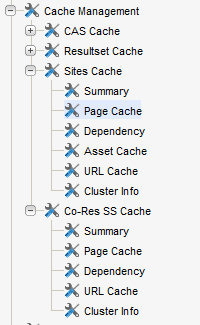 Cache Management
CAS Cache
Resultset Cache
Sites Cache
Summary
Page Cache
Dependency
Asset Cache
URL Cache
Cluster Info
Co-Res SS Cache
Summary
Page Cache
Dependency
URL Cache
Cluster Info